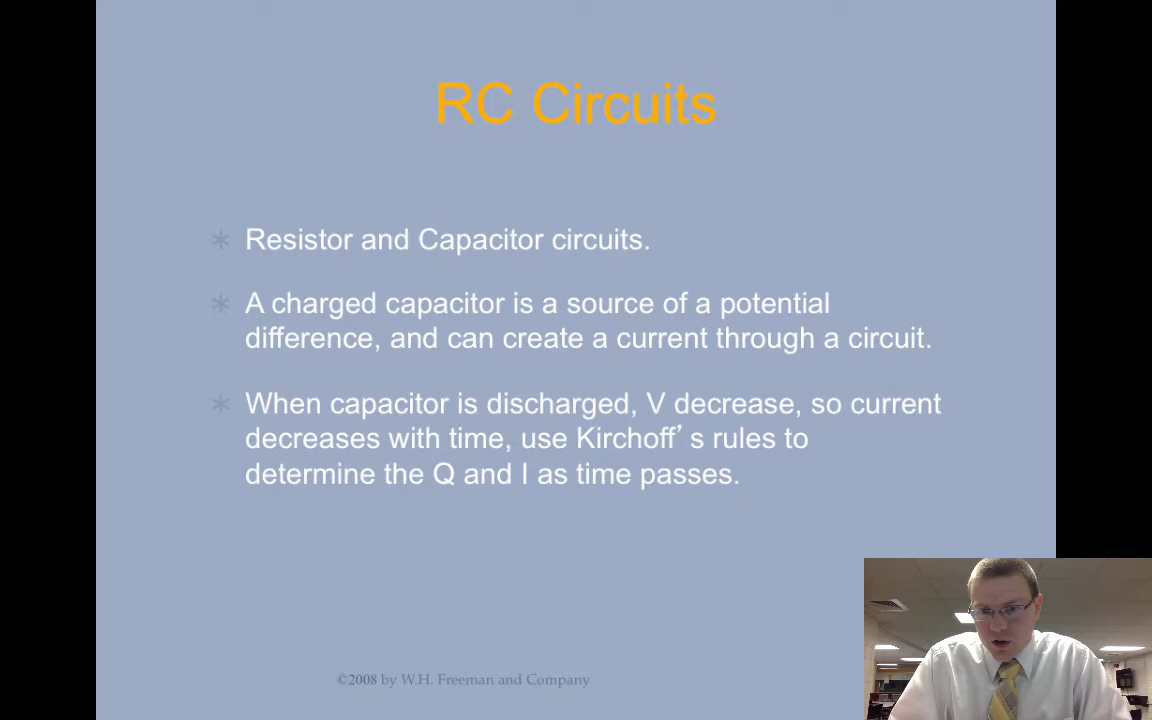 RC Circuits
Resistor and Capacitor circuits.
A charged capacitor is a source of a potential
difference, and can create a current through a circuit.
When capacitor is discharged, V decrease, so current
decreases with time, use Kirchoff’s rules to
determine the Q and I as time passes.
©2008 by W.H. Freeman and Company